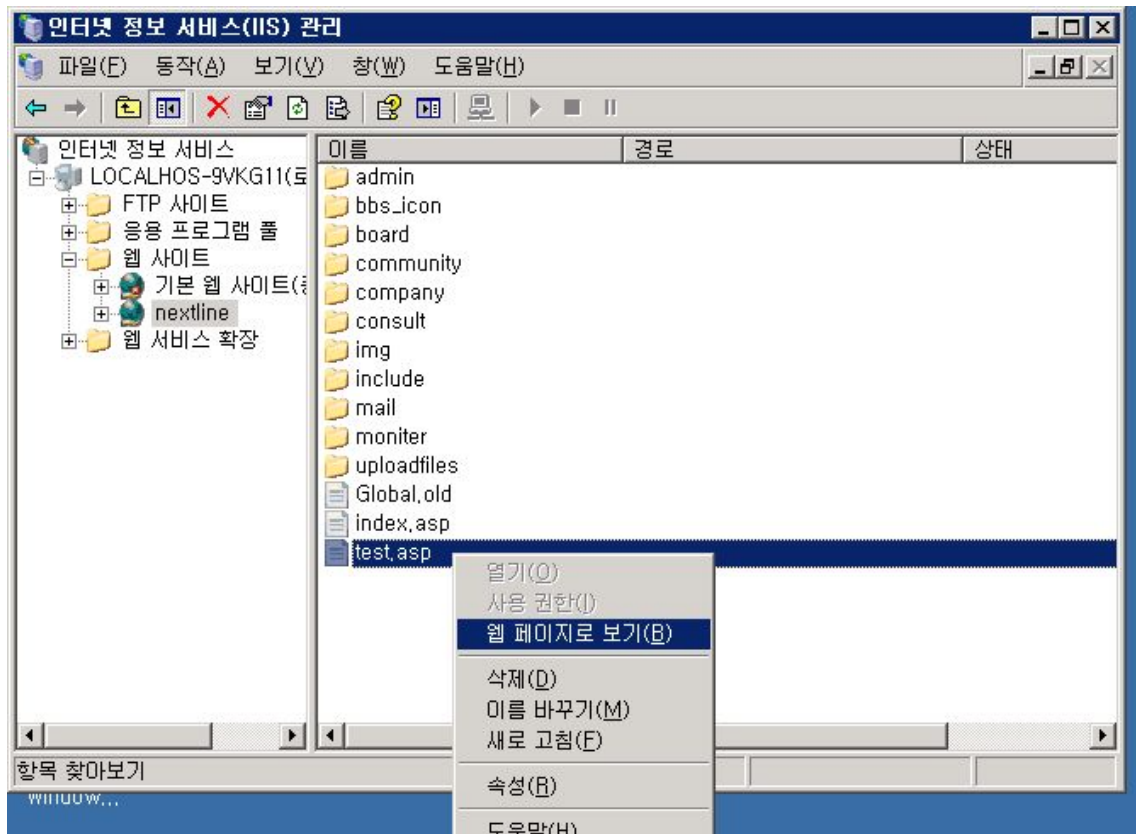 인터넷 정보 서비스(IIS) 관리
파일(F) 동작(A) 보기(V) 창(W) 도움말(H)
인터넷 정보 서비스
LOCALHOS-9VKG11(로
FTP 사이트
응용 프로그램 풀
웹 사이트
기본 웹 사이트(
nextline
웹 서비스 확장
이름 경로 상태
admin
bbs_icon
board
community
company
consult
img
include
mail
moniter
uploadfiles
Global.old
index.asp
test.asp
열기(O)
사용 권한(I)
웹 페이지로 보기(B)
삭제(D)
이름 바꾸기(M)
새로 고침(F)
속성(R)
도움말(H)
항목 찾아보기
window...